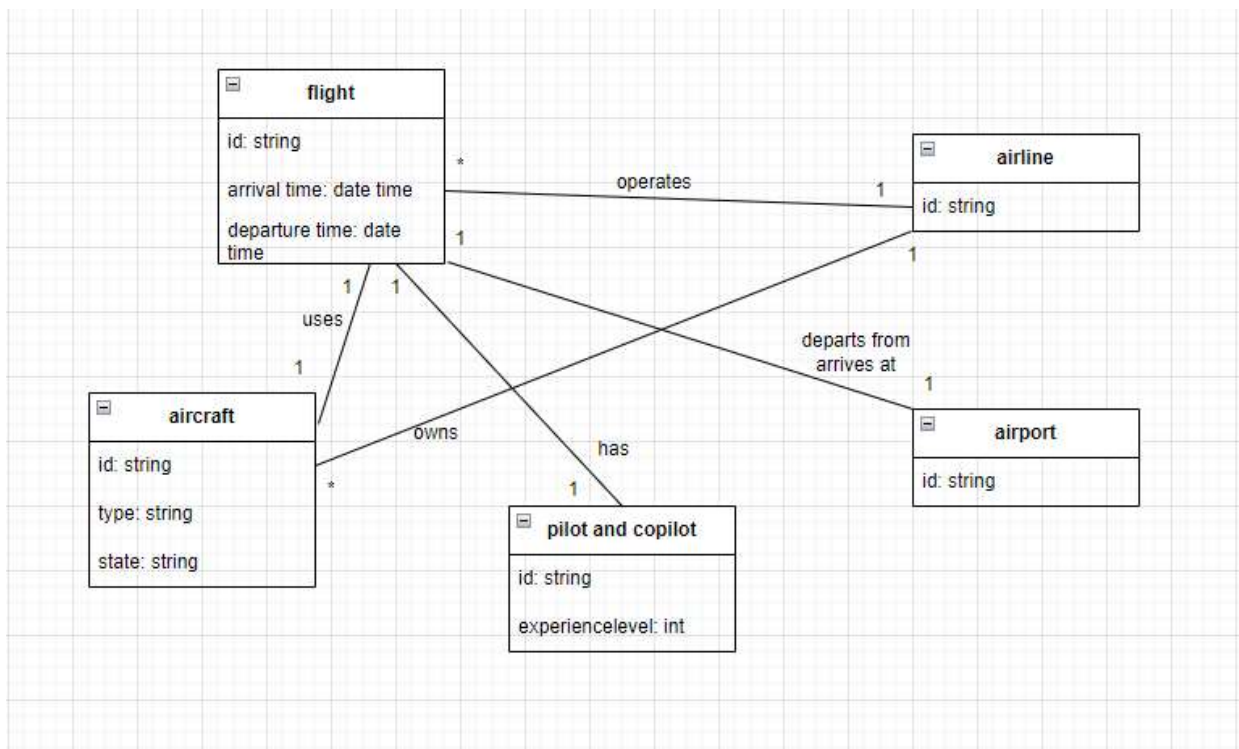 flight
id: string
arrival time: date time
departure time: date
time
*
operates
1
airline
id: string
1
1
1
1
uses
1
departs from
arrives at
1
aircraft
id: string
type: string
state: string
owns
*
has
1
airport
id: string
pilot and copilot
id: string
experiencelevel: int